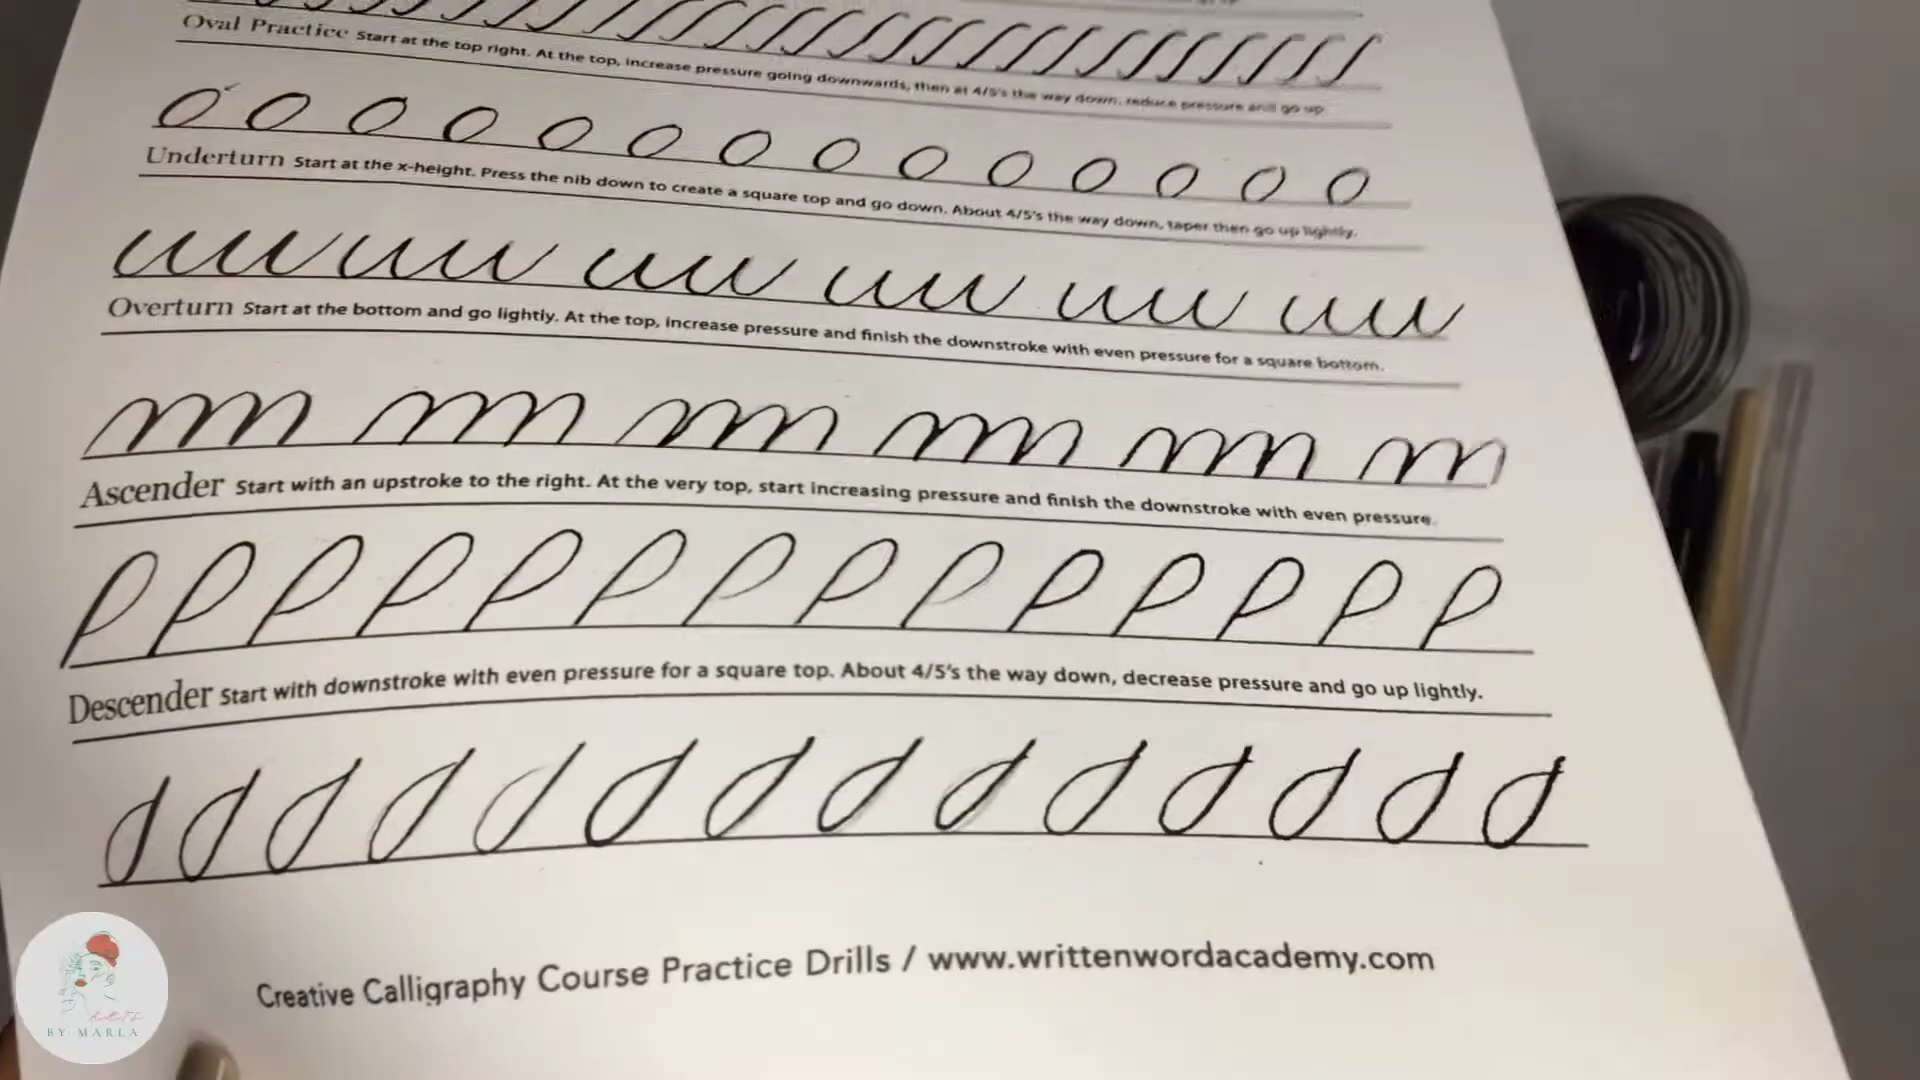 Oval Practice Start at the top right. At the top, increase pressure going downwards, then at 4/5's the way down, reduce pressure and go up
Underturn Start at the x-height. Press the nib down to create a square top and go down. About 4/5's the way down, taper then go up lightly.
Overturn Start at the bottom and go lightly. At the top, increase pressure and finish the downstroke with even pressure for a square bottom.
Ascender Start with an upstroke to the right. At the very top, start increasing pressure and finish the downstroke with even pressure.
Descender Start with downstroke with even pressure for a square top. About 4/5's the way down, decrease pressure and go up lightly.
Creative Calligraphy Course Practice Drills / www.writtenwordacademy.com
BY MARLA